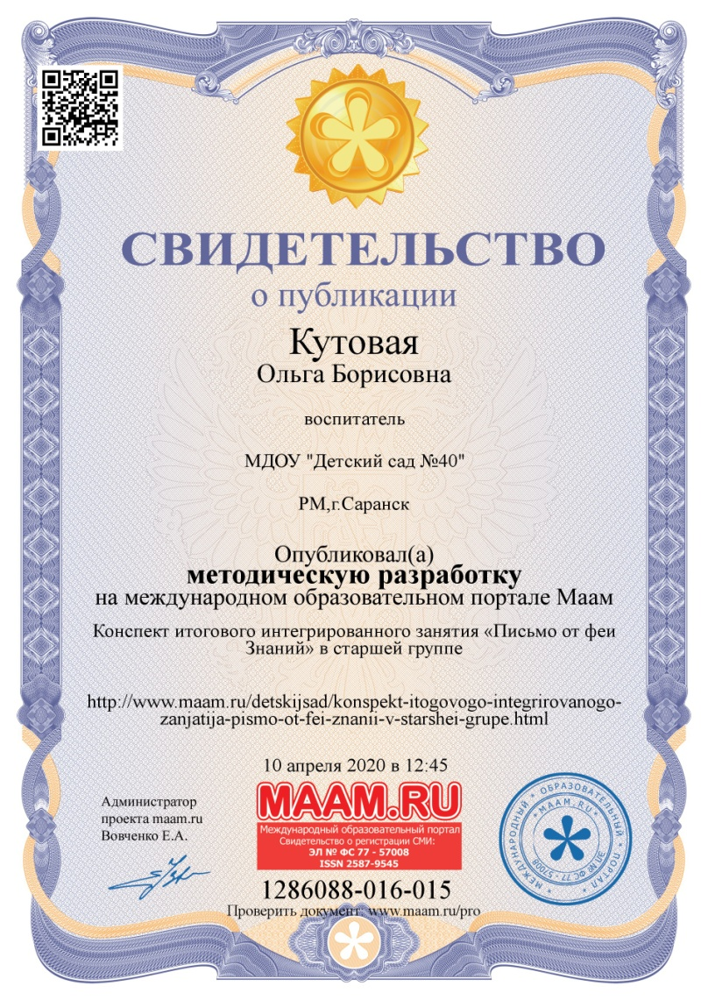 СВИДЕТЕЛЬСТВО
о публикации
Кутовая
Ольга Борисовна
воспитатель
МДОУ "Детский сад №40"
РМ,г.Саранск
Опубликовал(а)
методическую разработку
на международном образовательном портале Маам
Конспект итогового интегрированного занятия «Письмо от феи
Знаний» в старшей группе
http://www.maam.ru/detskijsad/konspekt-itogovogo-integrirovanogo-
zanjatija-pismo-ot-fei-znanii-v-starshei-grupe.html
10 апреля 2020 в 12:45
Администратор
проекта maam.ru
Вовченко Е.А.
MAAM.RU
Международный образовательный портал
Свидетельство о регистрации СМИ:
ЭЛ № ФС 77 - 57008
ISSN 2587-9545
* МЕЖДУНАРОДНЫЙ * ОБРАЗОВАТЕЛЬНЫЙ * ПОРТАЛ *
* MAAM.RU *
ЭЛ № ФС 77 - 57008
1286088-016-015
Проверить документ: www.maam.ru/pro